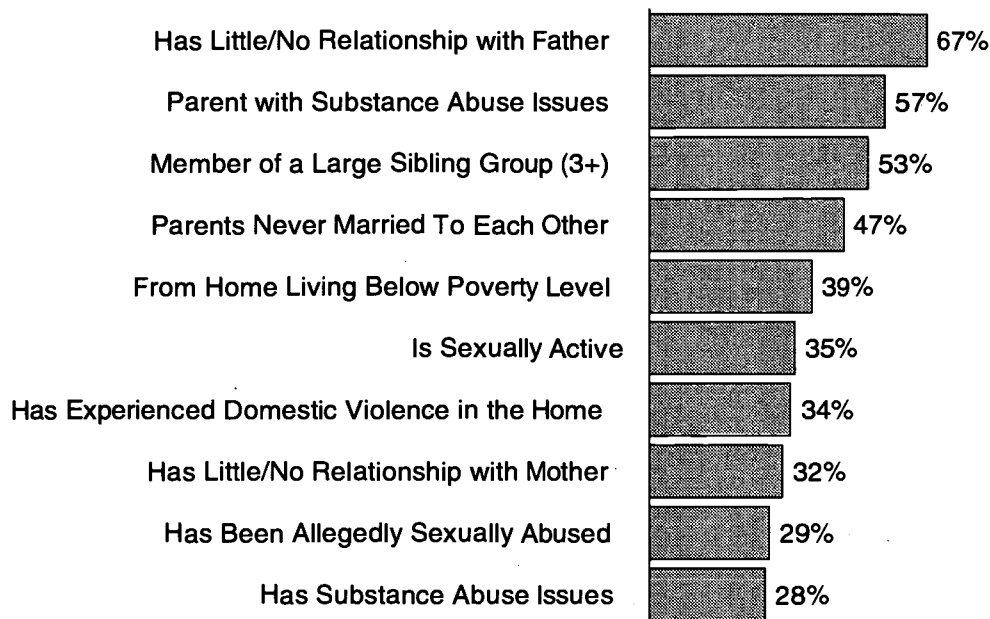 Has Little/No Relationship with Father 67%
Parent with Substance Abuse Issues 57%
Member of a Large Sibling Group (3+) 53%
Parents Never Married To Each Other 47%
From Home Living Below Poverty Level 39%
Is Sexually Active 35%
Has Experienced Domestic Violence in the Home 34%
Has Little/No Relationship with Mother 32%
Has Been Allegedly Sexually Abused 29%
Has Substance Abuse Issues 28%